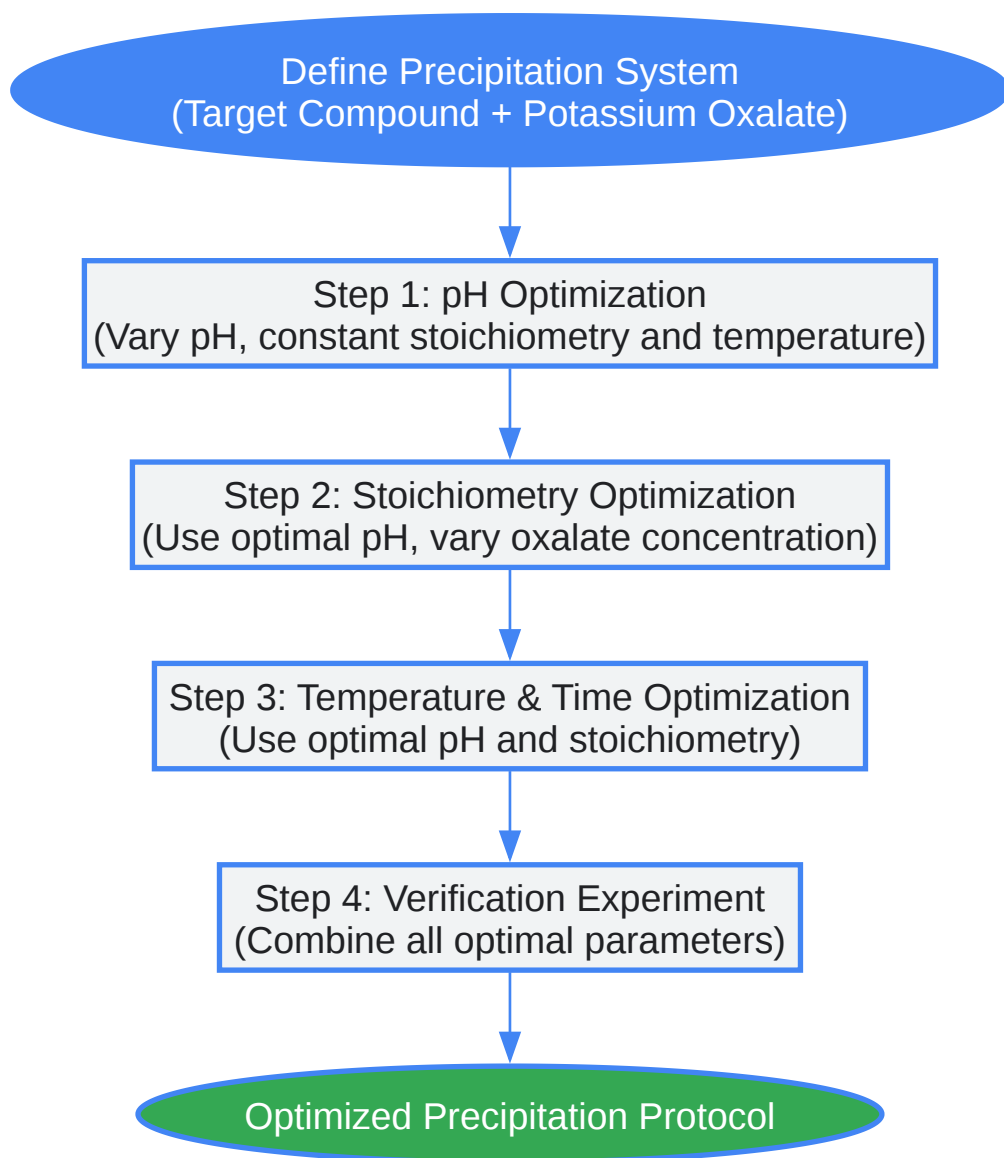 Define Precipitation System
(Target Compound + Potassium Oxalate)
Step 1: pH Optimization
(Vary pH, constant stoichiometry and temperature)
Step 2: Stoichiometry Optimization
(Use optimal pH, vary oxalate concentration)
Step 3: Temperature & Time Optimization
(Use optimal pH and stoichiometry)
Step 4: Verification Experiment
(Combine all optimal parameters)
Optimized Precipitation Protocol